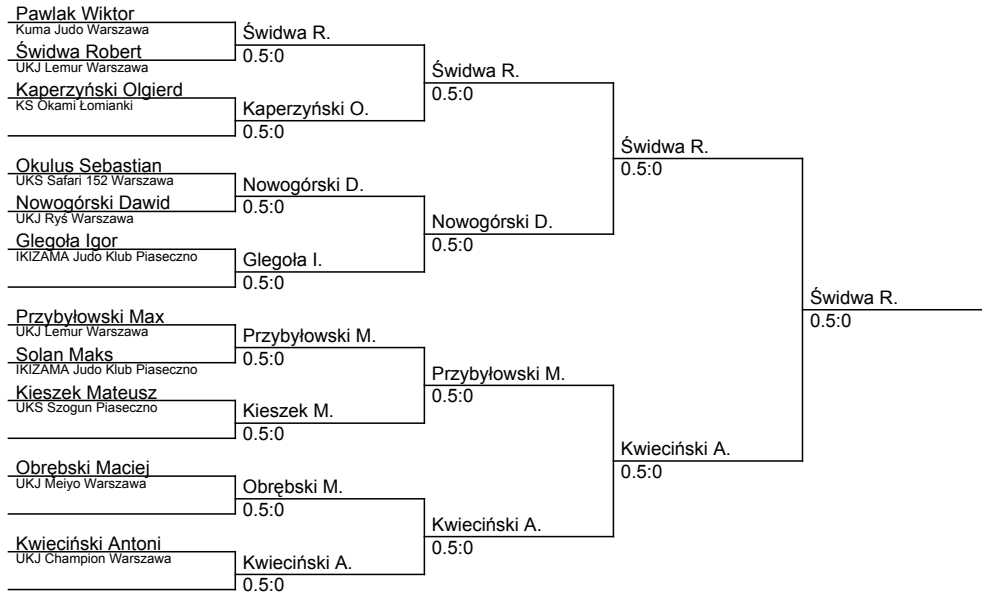 Pawlak Wiktor
Kuma Judo Warszawa
Świdwa Robert
UKJ Lemur Warszawa
Kaperzyński Olgierd
KS Okami Łomianki
Okulus Sebastian
UKS Safari 152 Warszawa
Nowogórski Dawid
UKJ Ryś Warszawa
Glegoła Igor
IKIZAMA Judo Klub Piaseczno
Przybyłowski Max
UKJ Lemur Warszawa
Solan Maks
IKIZAMA Judo Klub Piaseczno
Kieszek Mateusz
UKS Szogun Piaseczno
Obrębski Maciej
UKJ Meiyo Warszawa
Kwieciński Antoni
UKJ Champion Warszawa
Świdwa R.
0.5:0
Kaperzyński O.
0.5:0
Nowogórski D.
0.5:0
Glegoła I.
0.5:0
Przybyłowski M.
0.5:0
Kieszek M.
0.5:0
Obrębski M.
0.5:0
Kwieciński A.
0.5:0
Świdwa R.
0.5:0
Nowogórski D.
0.5:0
Przybyłowski M.
0.5:0
Kwieciński A.
0.5:0
Świdwa R.
0.5:0
Kwieciński A.
0.5:0
Świdwa R.
0.5:0